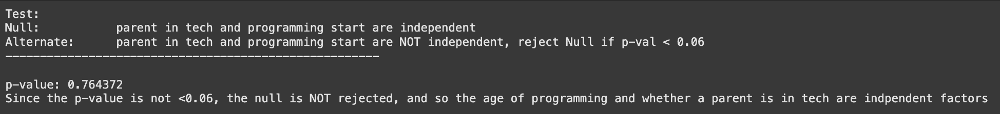 Test:
Null:           parent in tech and programming start are independent
Alternate:      parent in tech and programming start are NOT independent, reject Null if p-val < 0.06
------------------------------------------------------
p-value: 0.764372
Since the p-value is not <0.06, the null is NOT rejected, and so the age of programming and whether a parent is in tech are indpendent factors